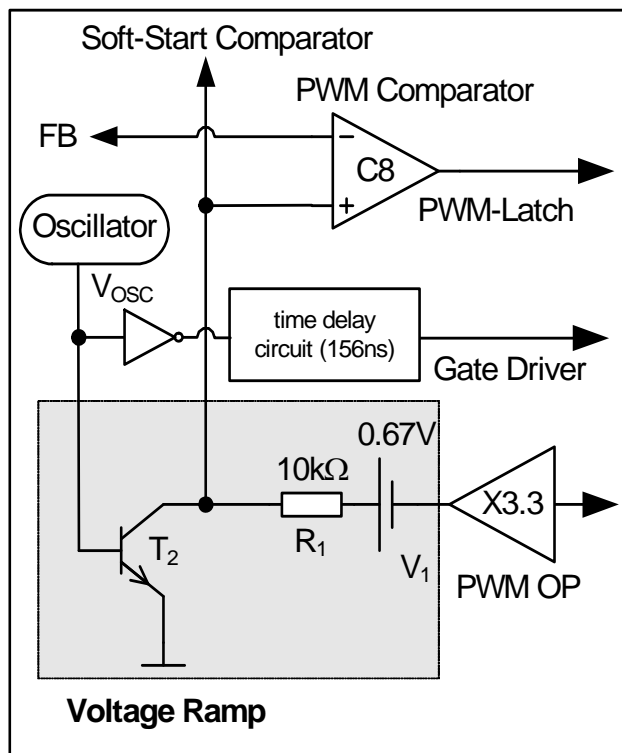 Soft-Start Comparator
PWM Comparator
FB
C8
PWM-Latch
Oscillator
VOSC
time delay
circuit (156ns)
Gate Driver
0.67V
10kΩ
X3.3
T2
R1
V1
PWM OP
Voltage Ramp